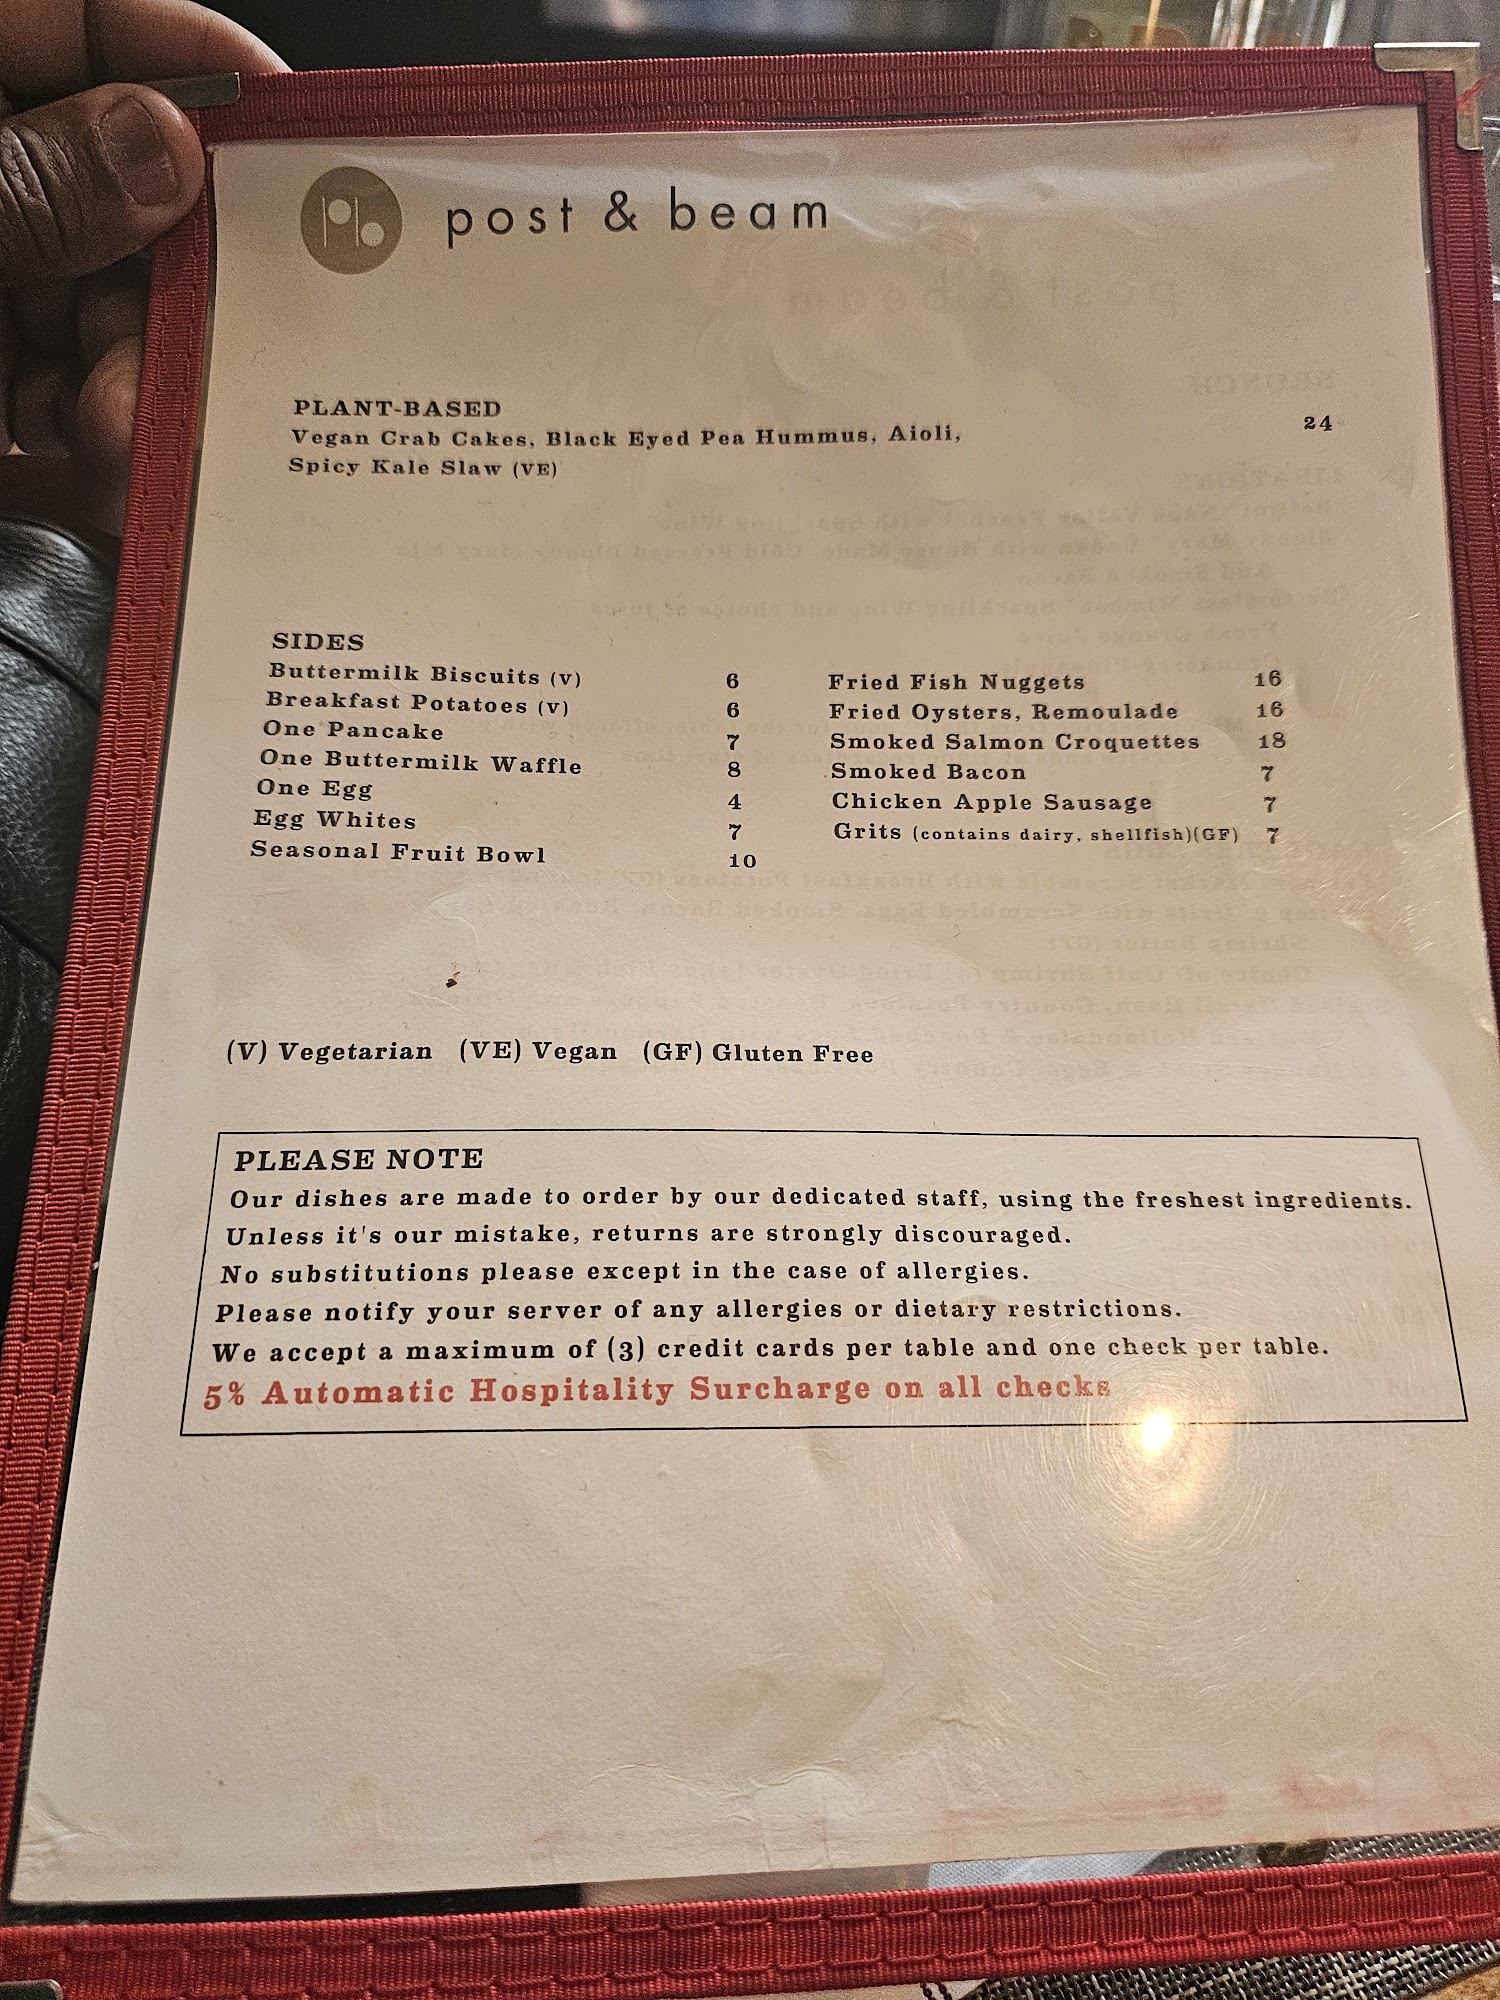 Pb post & beam
PLANT-BASED
Vegan Crab Cakes, Black Eyed Pea Hummus, Aioli, 24
Spicy Kale Slaw (VE)
SIDES
Buttermilk Biscuits (v) 6
Breakfast Potatoes (v) 6
One Pancake 7
One Buttermilk Waffle 8
One Egg 4
Egg Whites 7
Seasonal Fruit Bowl 10
Fried Fish Nuggets 16
Fried Oysters, Remoulade 16
Smoked Salmon Croquettes 18
Smoked Bacon 7
Chicken Apple Sausage 7
Grits (contains dairy, shellfish)(GF) 7
(V) Vegetarian (VE) Vegan (GF) Gluten Free
PLEASE NOTE
Our dishes are made to order by our dedicated staff, using the freshest ingredients.
Unless it's our mistake, returns are strongly discouraged.
No substitutions please except in the case of allergies.
Please notify your server of any allergies or dietary restrictions.
We accept a maximum of (3) credit cards per table and one check per table.
5% Automatic Hospitality Surcharge on all checks